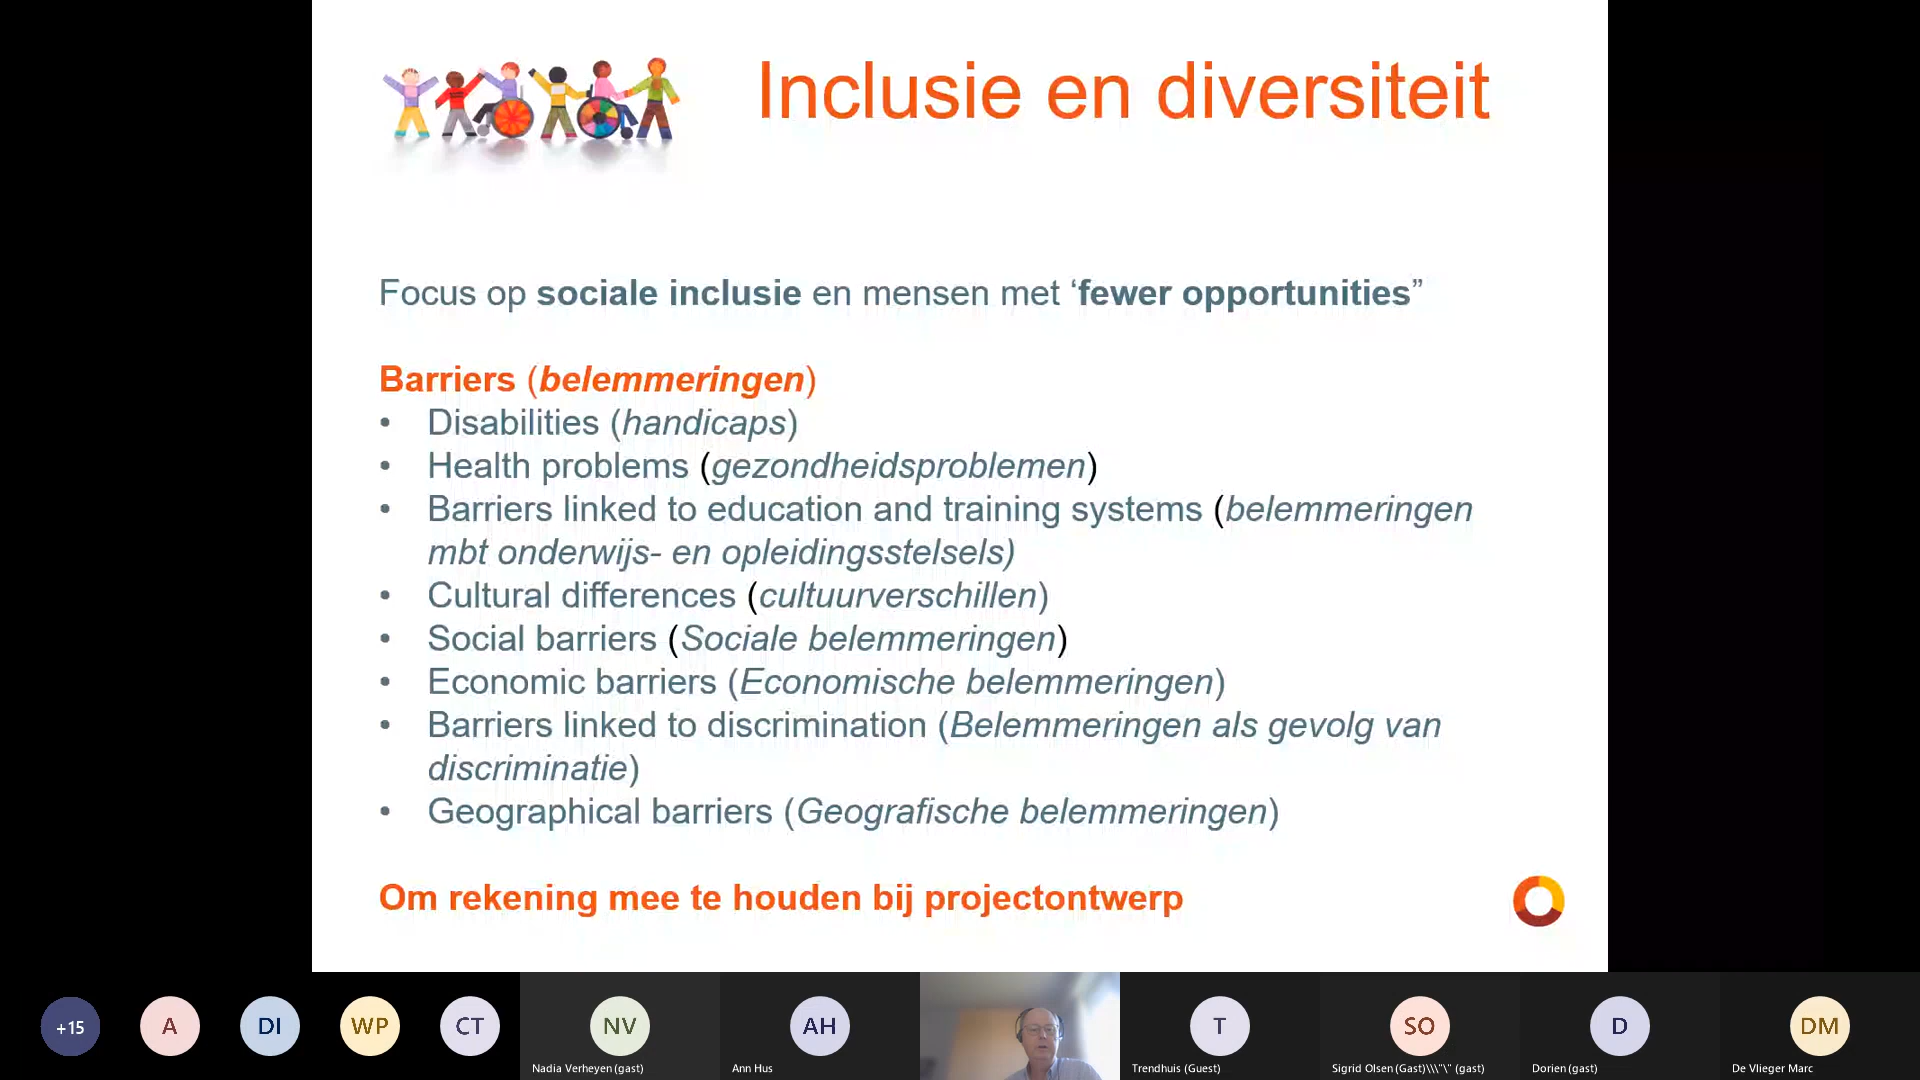 Inclusie en diversiteit
Focus op sociale inclusie en mensen met ‘fewer opportunities”
Barriers (belemmeringen)
• Disabilities (handicaps)
• Health problems (gezondheidsproblemen)
• Barriers linked to education and training systems (belemmeringen
mbt onderwijs- en opleidingsstelsels)
• Cultural differences (cultuurverschillen)
• Social barriers (Sociale belemmeringen)
• Economic barriers (Economische belemmeringen)
• Barriers linked to discrimination (Belemmeringen als gevolg van
discriminatie)
• Geographical barriers (Geografische belemmeringen)
Om rekening mee te houden bij projectontwerp
+15
A
DI
WP
CT
NV
AH
T
SO
D
DM
Nadia Verheyen (gast)
Ann Hus
Trendhuis (Guest)
Sigrid Olsen (Gast)\\\"\" (gast)
Dorien (gast)
De Vlieger Marc